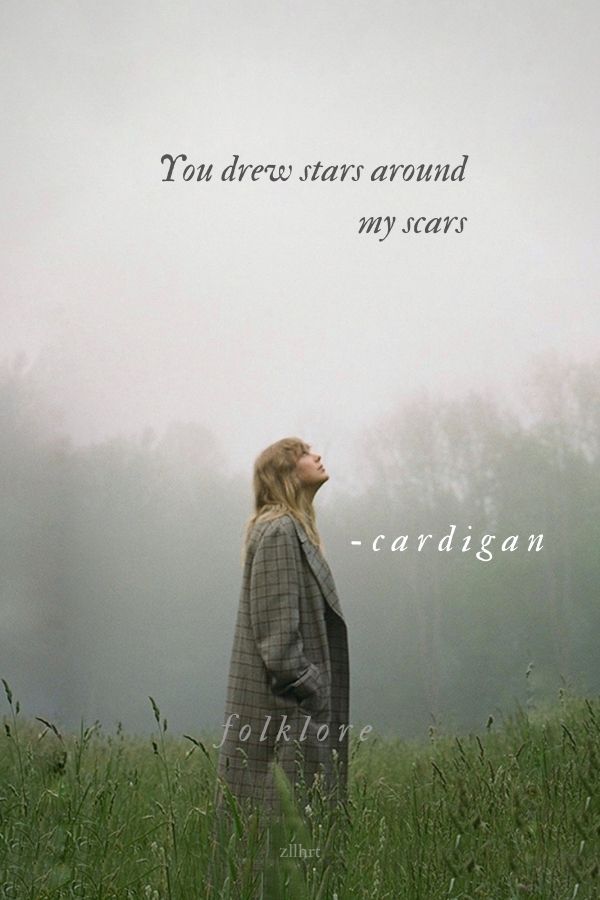 You drew stars around
my scars
- c a r d i g a n
f o l k l o r e
zllhrt